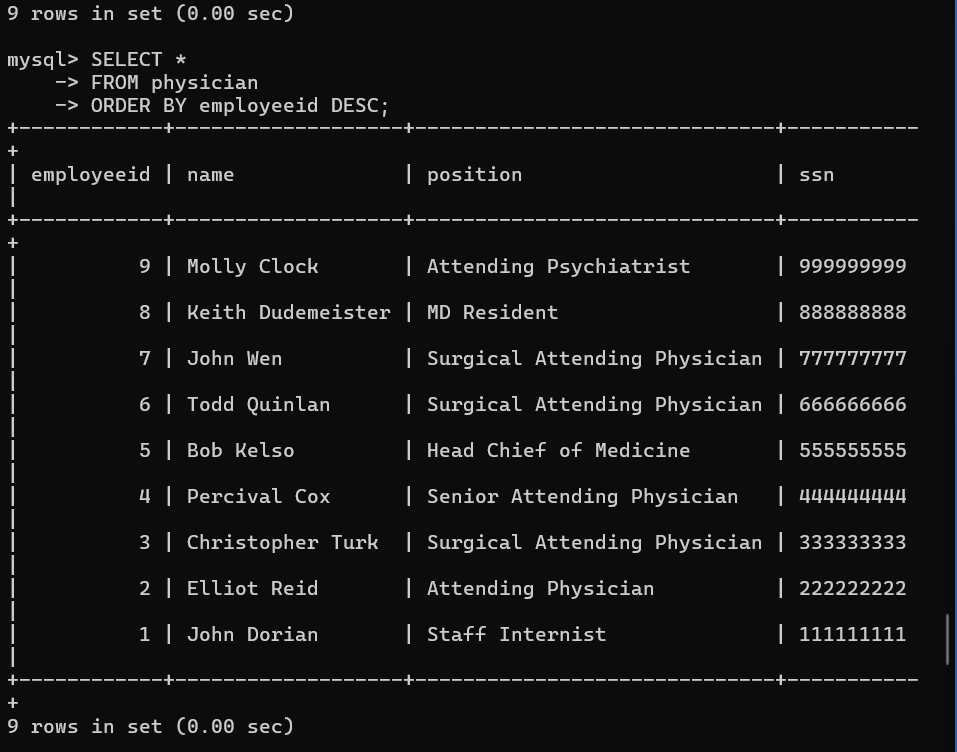 9 rows in set (0.00 sec)

mysql> SELECT *
    -> FROM physician
    -> ORDER BY employeeid DESC;
+------------+-------------------+------------------------------+-----------
+
| employeeid | name              | position                     | ssn
|
+------------+-------------------+------------------------------+-----------
+
|          9 | Molly Clock       | Attending Psychiatrist       | 999999999
|
|          8 | Keith Dudemeister | MD Resident                  | 888888888
|
|          7 | John Wen          | Surgical Attending Physician | 777777777
|
|          6 | Todd Quinlan      | Surgical Attending Physician | 666666666
|
|          5 | Bob Kelso         | Head Chief of Medicine       | 555555555
|
|          4 | Percival Cox      | Senior Attending Physician   | 444444444
|
|          3 | Christopher Turk  | Surgical Attending Physician | 333333333
|
|          2 | Elliot Reid       | Attending Physician          | 222222222
|
|          1 | John Dorian       | Staff Internist              | 111111111
|
+------------+-------------------+------------------------------+-----------
+
9 rows in set (0.00 sec)